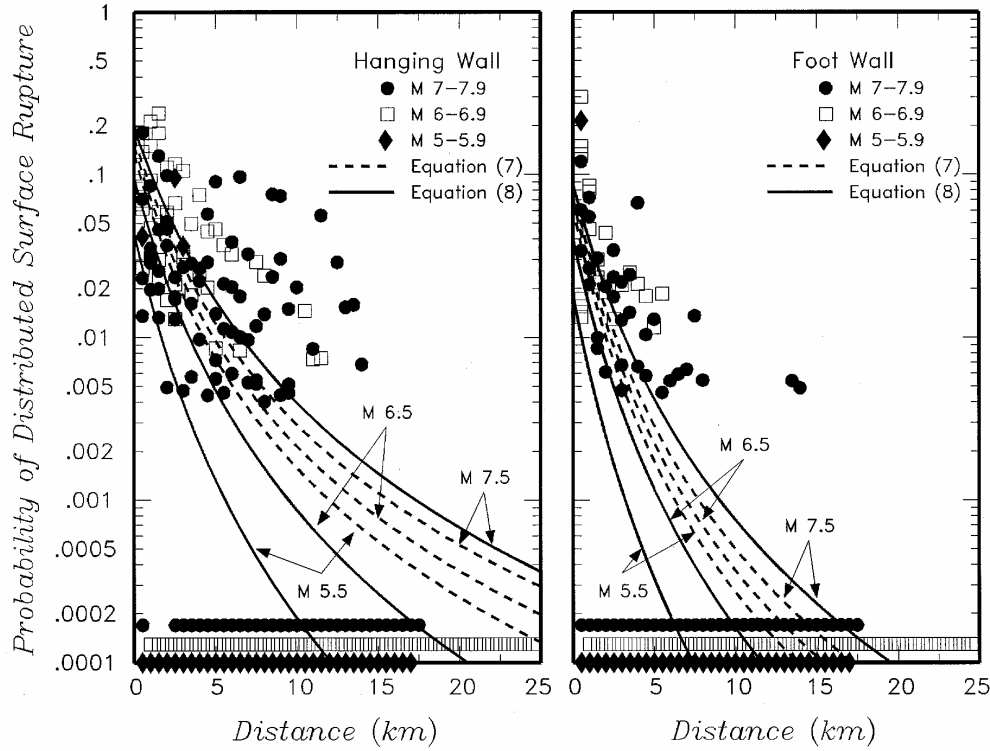 Probability of Distributed Surface Rupture
1
.5
.2
.1
.05
.02
.01
.005
.002
.001
.0005
.0002
.0001
Hanging Wall
M 7-7.9
M 6-6.9
M 5-5.9
Equation (7)
Equation (8)
M 6.5
M 7.5
M 5.5
0 5 10 15 20 25
Distance (km)
Foot Wall
M 7-7.9
M 6-6.9
M 5-5.9
Equation (7)
Equation (8)
M 6.5
M 7.5
M 5.5
0 5 10 15 20 25
Distance (km)